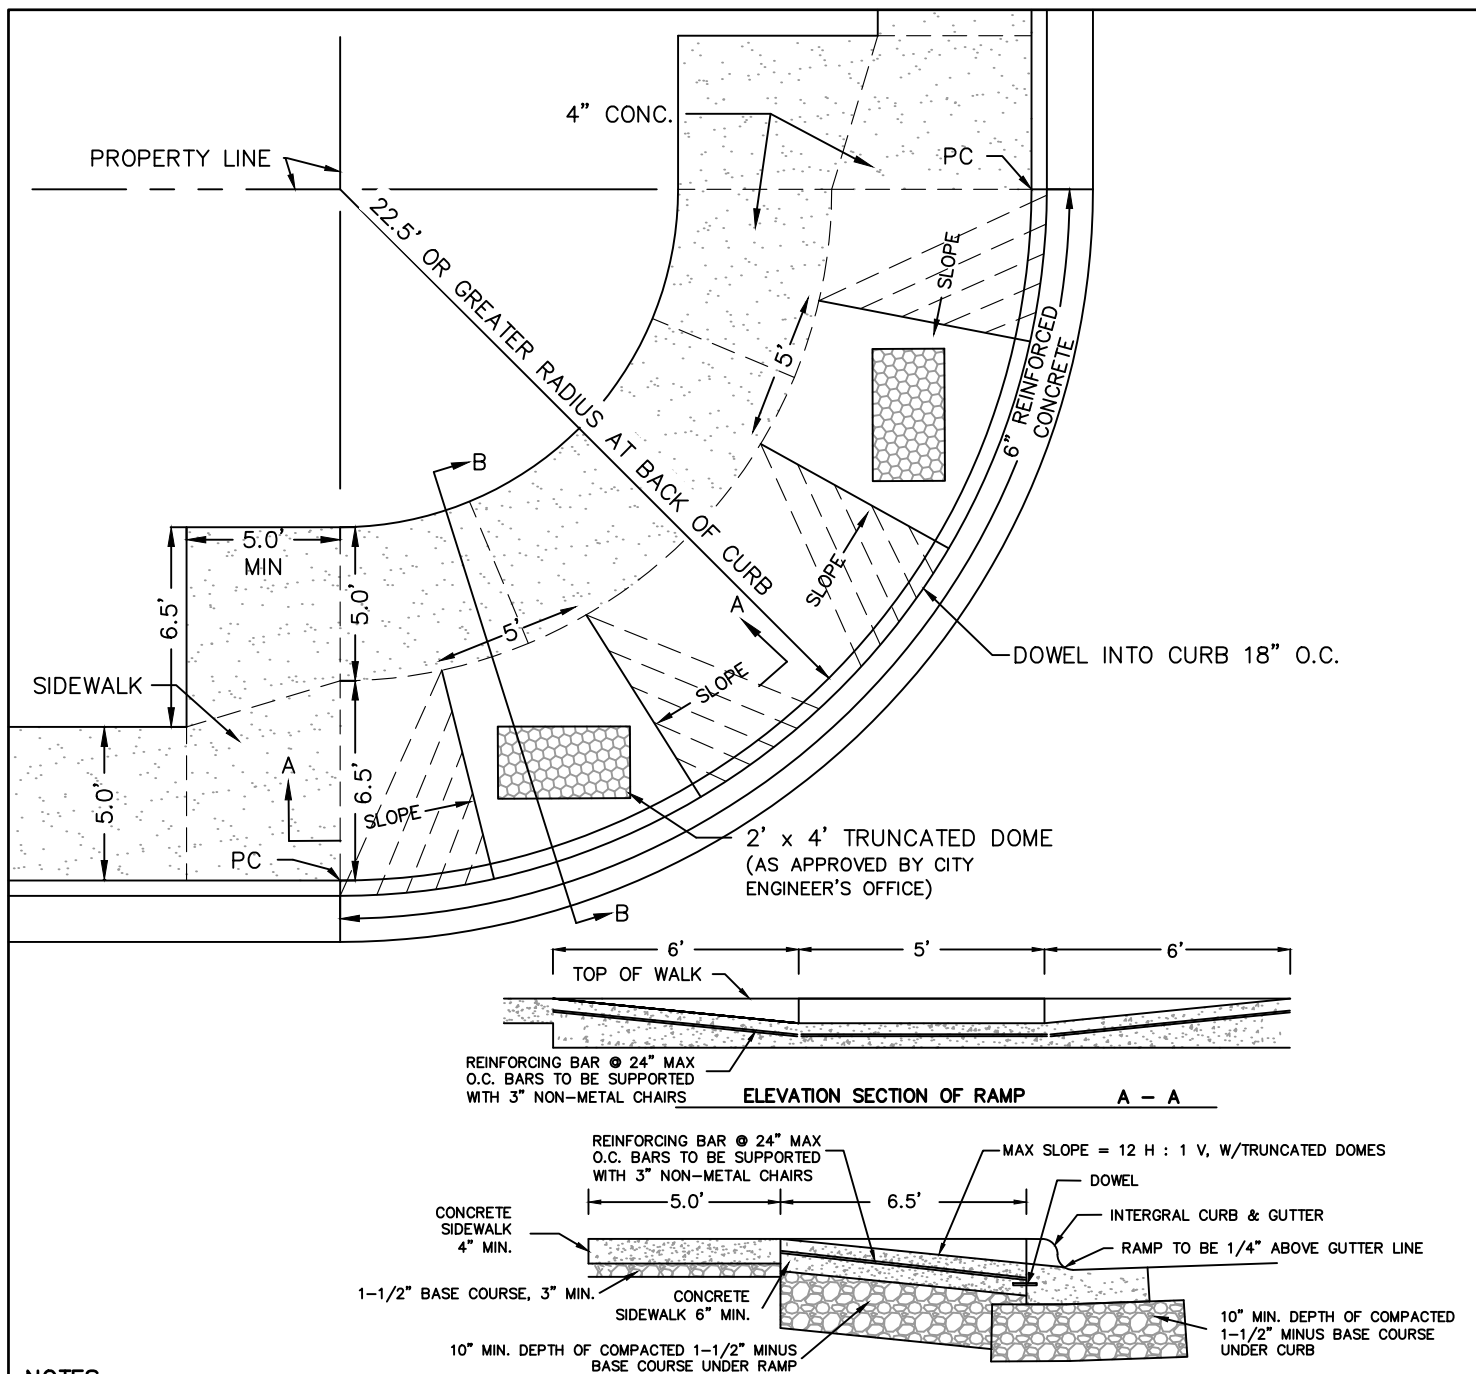 4" CONC.
PROPERTY LINE
PC
22.5' OR GREATER RADIUS AT BACK OF CURB
SLOPE
5'
6" REINFORCED
CONCRETE
B
5.0'
MIN
6.5'
5.0'
SLOPE
A
5'
DOWEL INTO CURB 18" O.C.
SIDEWALK
SLOPE
A
6.5'
5.0'
SLOPE
PC
2' x 4' TRUNCATED DOME
(AS APPROVED BY CITY
ENGINEER'S OFFICE)
B
6' 5' 6'
TOP OF WALK
REINFORCING BAR @ 24" MAX
O.C. BARS TO BE SUPPORTED
WITH 3" NON-METAL CHAIRS
ELEVATION SECTION OF RAMP A - A
REINFORCING BAR @ 24" MAX
O.C. BARS TO BE SUPPORTED
WITH 3" NON-METAL CHAIRS
MAX SLOPE = 12 H : 1 V, W/TRUNCATED DOMES
DOWEL
5.0' 6.5'
CONCRETE
SIDEWALK
4" MIN.
INTERGRAL CURB & GUTTER
RAMP TO BE 1/4" ABOVE GUTTER LINE
1-1/2" BASE COURSE, 3" MIN.
CONCRETE
SIDEWALK 6" MIN.
10" MIN. DEPTH OF COMPACTED 1-1/2" MINUS
BASE COURSE UNDER RAMP
10" MIN. DEPTH OF COMPACTED
1-1/2" MINUS BASE COURSE
UNDER CURB